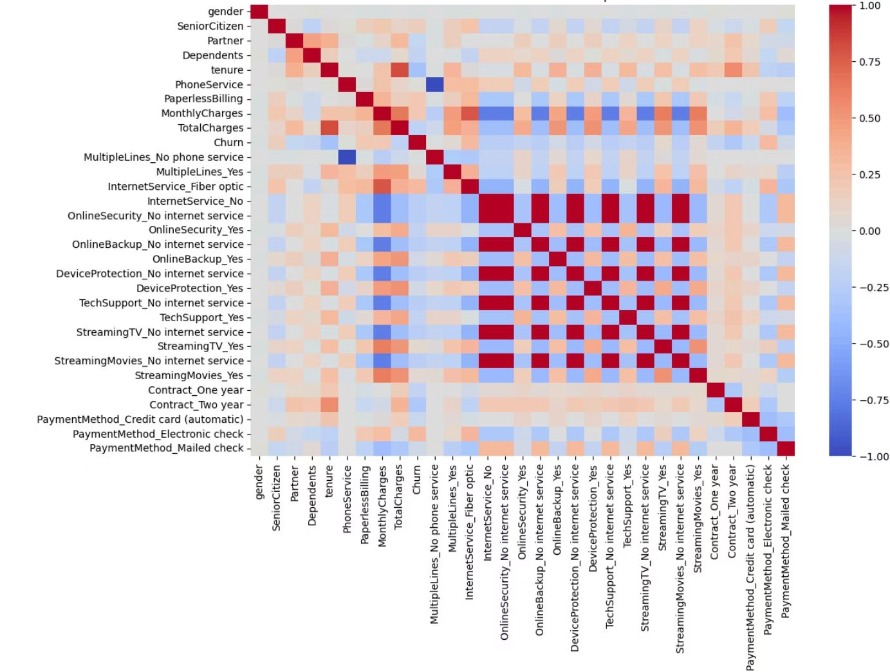 gender
SeniorCitizen
Partner
Dependents
tenure
PhoneService
PaperlessBilling
MonthlyCharges
TotalCharges
Churn
MultipleLines_No phone service
MultipleLines_Yes
InternetService_Fiber optic
InternetService_No
OnlineSecurity_No internet service
OnlineSecurity_Yes
OnlineBackup_No internet service
OnlineBackup_Yes
DeviceProtection_No internet service
DeviceProtection_Yes
TechSupport_No internet service
TechSupport_Yes
StreamingTV_No internet service
StreamingTV_Yes
StreamingMovies_No internet service
StreamingMovies_Yes
Contract_One year
Contract_Two year
PaymentMethod_Credit card (automatic)
PaymentMethod_Electronic check
PaymentMethod_Mailed check
gender
SeniorCitizen
Partner
Dependents
tenure
PhoneService
PaperlessBilling
MonthlyCharges
TotalCharges
Churn
MultipleLines_No phone service
MultipleLines_Yes
InternetService_Fiber optic
InternetService_No
OnlineSecurity_No internet service
OnlineSecurity_Yes
OnlineBackup_No internet service
OnlineBackup_Yes
DeviceProtection_No internet service
DeviceProtection_Yes
TechSupport_No internet service
TechSupport_Yes
StreamingTV_No internet service
StreamingTV_Yes
StreamingMovies_No internet service
StreamingMovies_Yes
Contract_One year
Contract_Two year
PaymentMethod_Credit card (automatic)
PaymentMethod_Electronic check
PaymentMethod_Mailed check
1.00
0.75
0.50
0.25
0.00
−0.25
−0.50
−0.75
−1.00